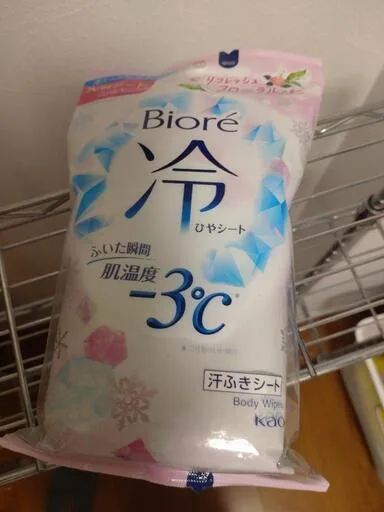 リフレッシュ
フローラルの香り
Bioré
冷
ひやシート
ふいた瞬間
肌温度
-3℃
汗ふきシート
Body Wipes
Kao